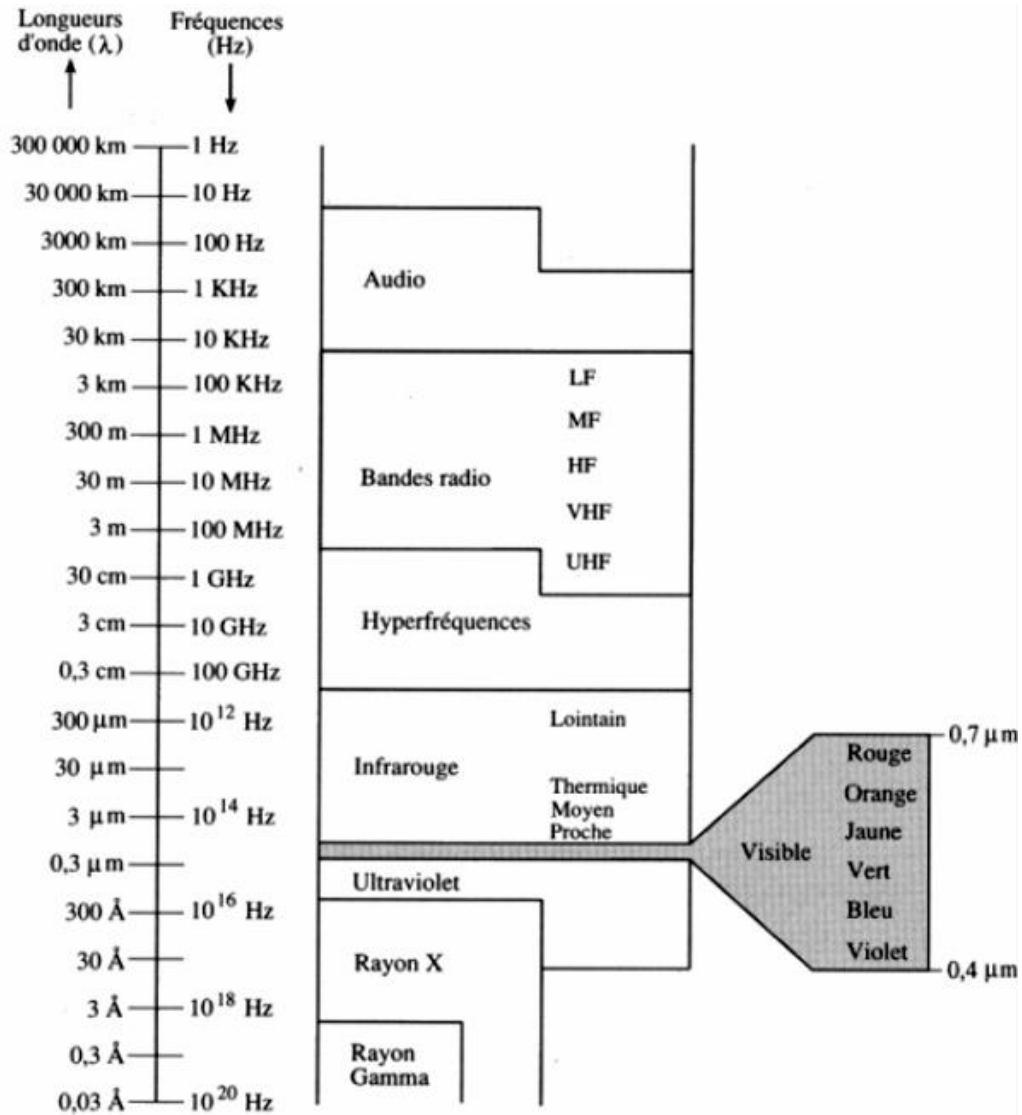 Longueurs
d'onde (λ)
Fréquences
(Hz)
300 000 km
1 Hz
30 000 km
10 Hz
3000 km
100 Hz
300 km
1 KHz
30 km
10 KHz
3 km
100 KHz
300 m
1 MHz
30 m
10 MHz
3 m
100 MHz
30 cm
1 GHz
3 cm
10 GHz
0,3 cm
100 GHz
300 µm
10¹² Hz
30 µm
3 µm
10¹⁴ Hz
0,3 µm
300 Å
10¹⁶ Hz
30 Å
3 Å
10¹⁸ Hz
0,3 Å
0,03 Å
10²⁰ Hz
Audio
Bandes radio
LF
MF
HF
VHF
UHF
Hyperfréquences
Infrarouge
Lointain
Thermique
Moyen
Proche
Ultraviolet
Rayon X
Rayon
Gamma
Visible
0,7 µm
Rouge
Orange
Jaune
Vert
Bleu
Violet
0,4 µm